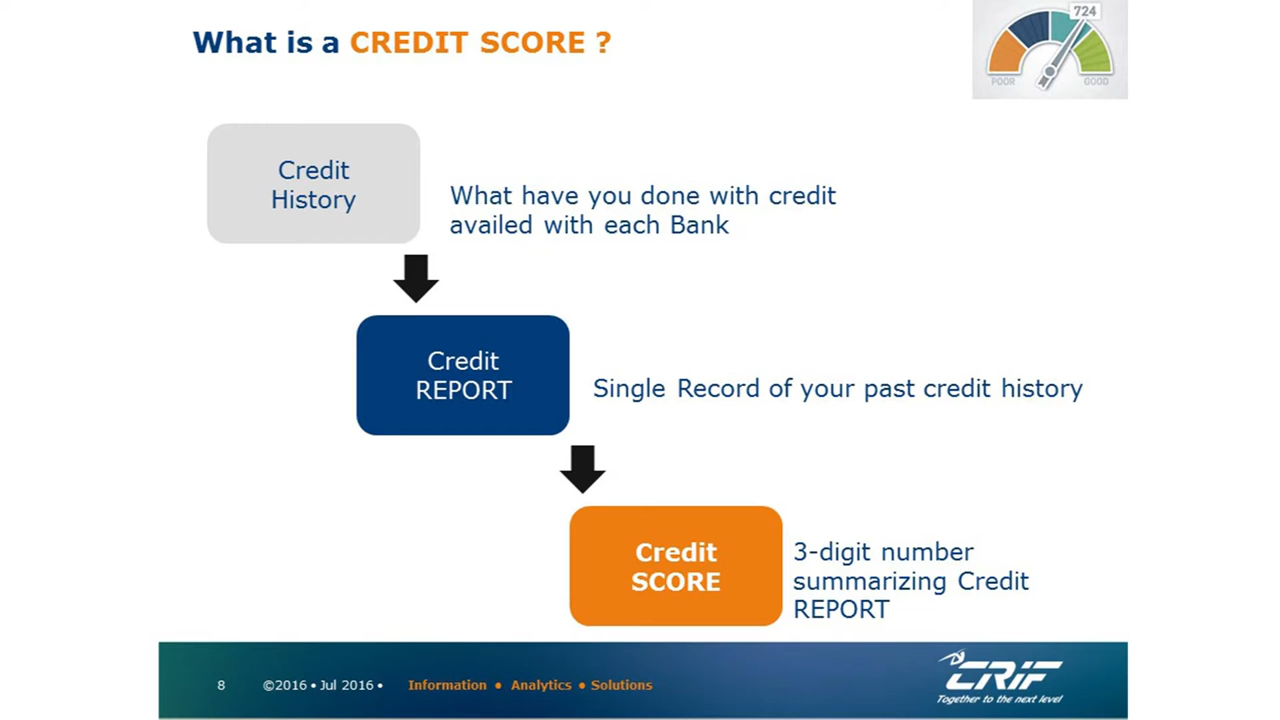 What is a CREDIT SCORE ?
724
POOR
GOOD
Credit
History
What have you done with credit
availed with each Bank
Credit
REPORT
Single Record of your past credit history
Credit
SCORE
3-digit number
summarizing Credit
REPORT
8 ©2016 • Jul 2016 • Information • Analytics • Solutions
CRIF
Together to the next level